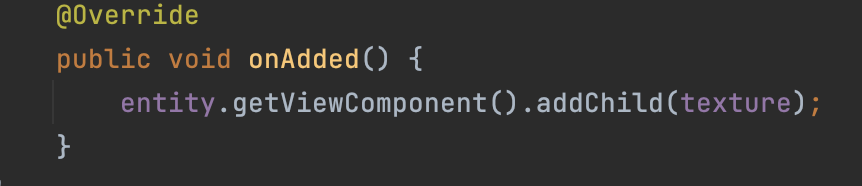 @Override
public void onAdded() {
    entity.getViewComponent().addChild(texture);
}